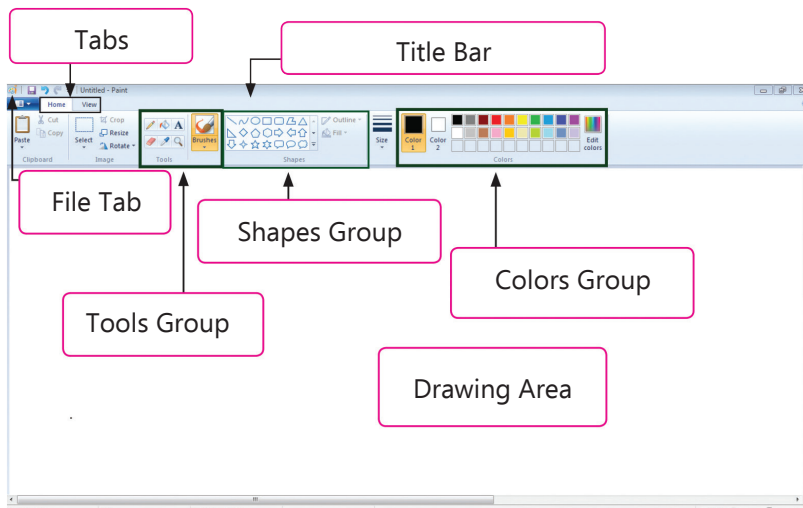 Tabs
Title Bar
Untitled - Paint
Home View
Cut
Copy
Paste
Clipboard
Select
Crop
Resize
Rotate
Image
A
Tools
Brushes
Outline
Fill
Shapes
Size
Color
1
Color
2
Edit
colors
Colors
File Tab
Shapes Group
Colors Group
Tools Group
Drawing Area